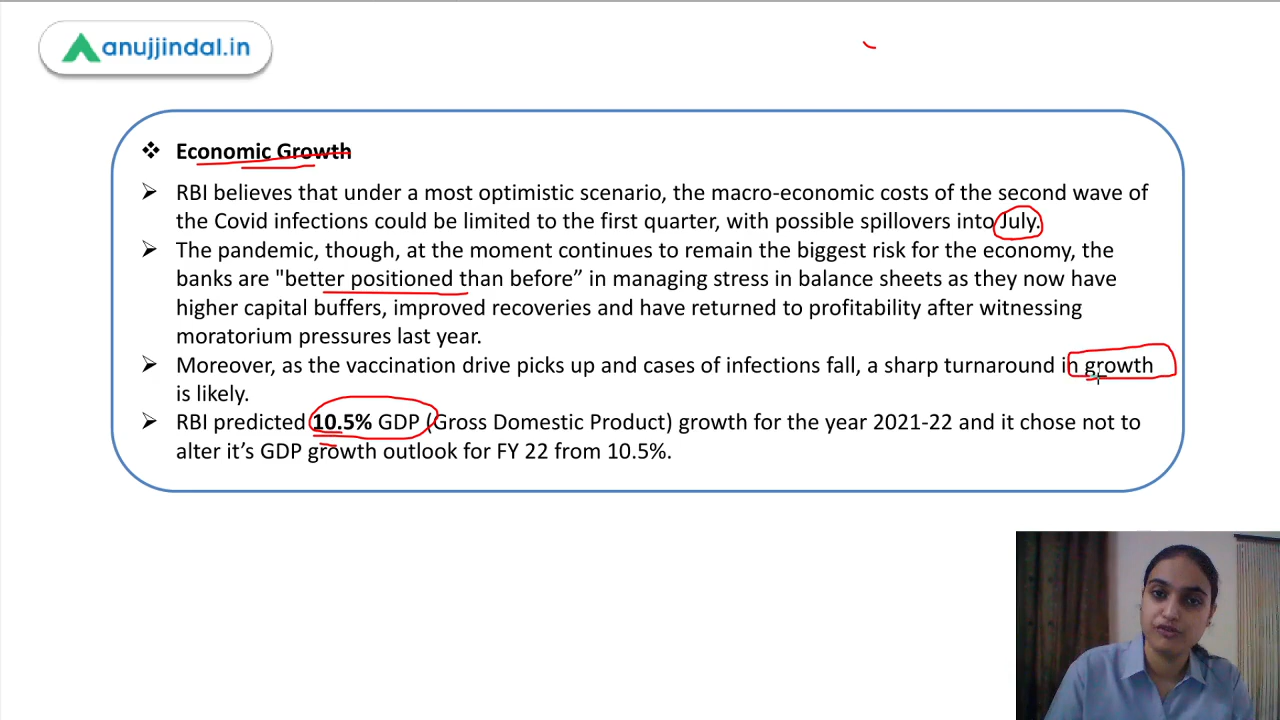 anujjindal.in
❖ Economic Growth
➢ RBI believes that under a most optimistic scenario, the macro-economic costs of the second wave of
the Covid infections could be limited to the first quarter, with possible spillovers into July.
➢ The pandemic, though, at the moment continues to remain the biggest risk for the economy, the
banks are "better positioned than before” in managing stress in balance sheets as they now have
higher capital buffers, improved recoveries and have returned to profitability after witnessing
moratorium pressures last year.
➢ Moreover, as the vaccination drive picks up and cases of infections fall, a sharp turnaround in growth
is likely.
➢ RBI predicted 10.5% GDP (Gross Domestic Product) growth for the year 2021-22 and it chose not to
alter it’s GDP growth outlook for FY 22 from 10.5%.